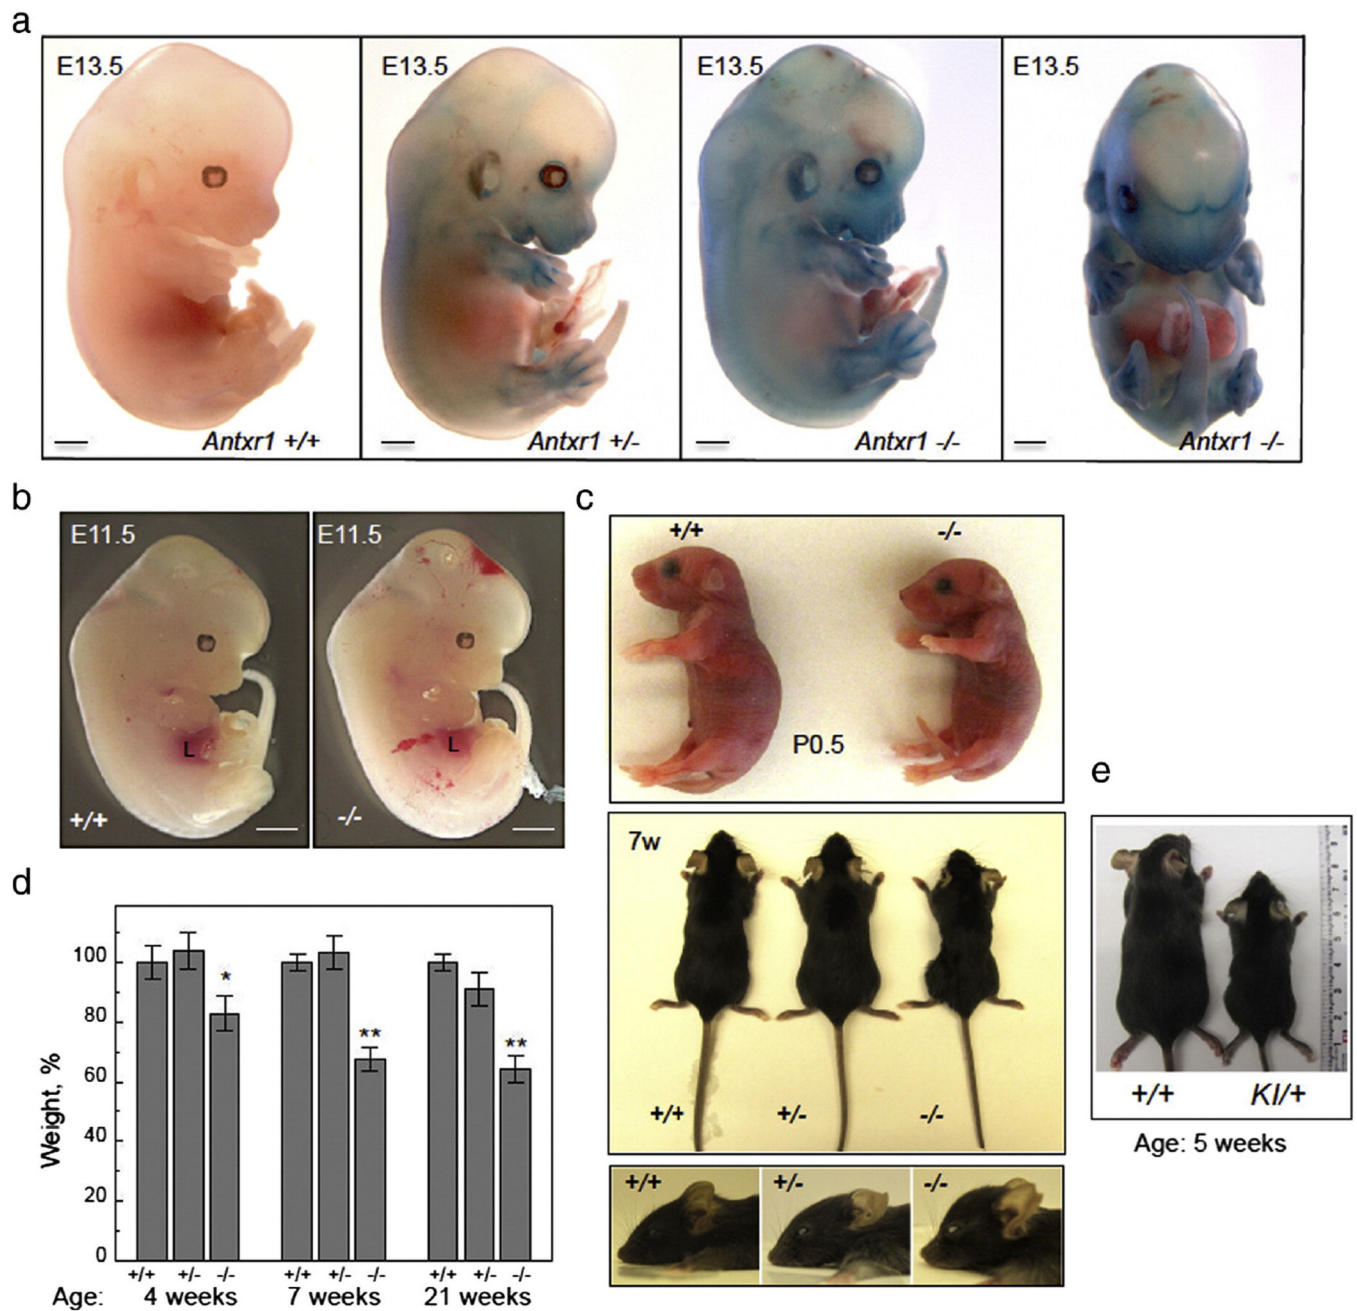 a
E13.5
E13.5
E13.5
E13.5
Antxr1 +/+
Antxr1 +/-
Antxr1 -/-
Antxr1 -/-
b
E11.5
E11.5
L
L
+/+
-/-
c
+/+
-/-
P0.5
7w
+/+
+/-
-/-
+/+
+/-
-/-
d
Weight, %
100
80
60
40
20
0
*
**
**
+/+ +/- -/-
+/+ +/- -/-
+/+ +/- -/-
Age: 4 weeks 7 weeks 21 weeks
e
+/+
KI/+
Age: 5 weeks